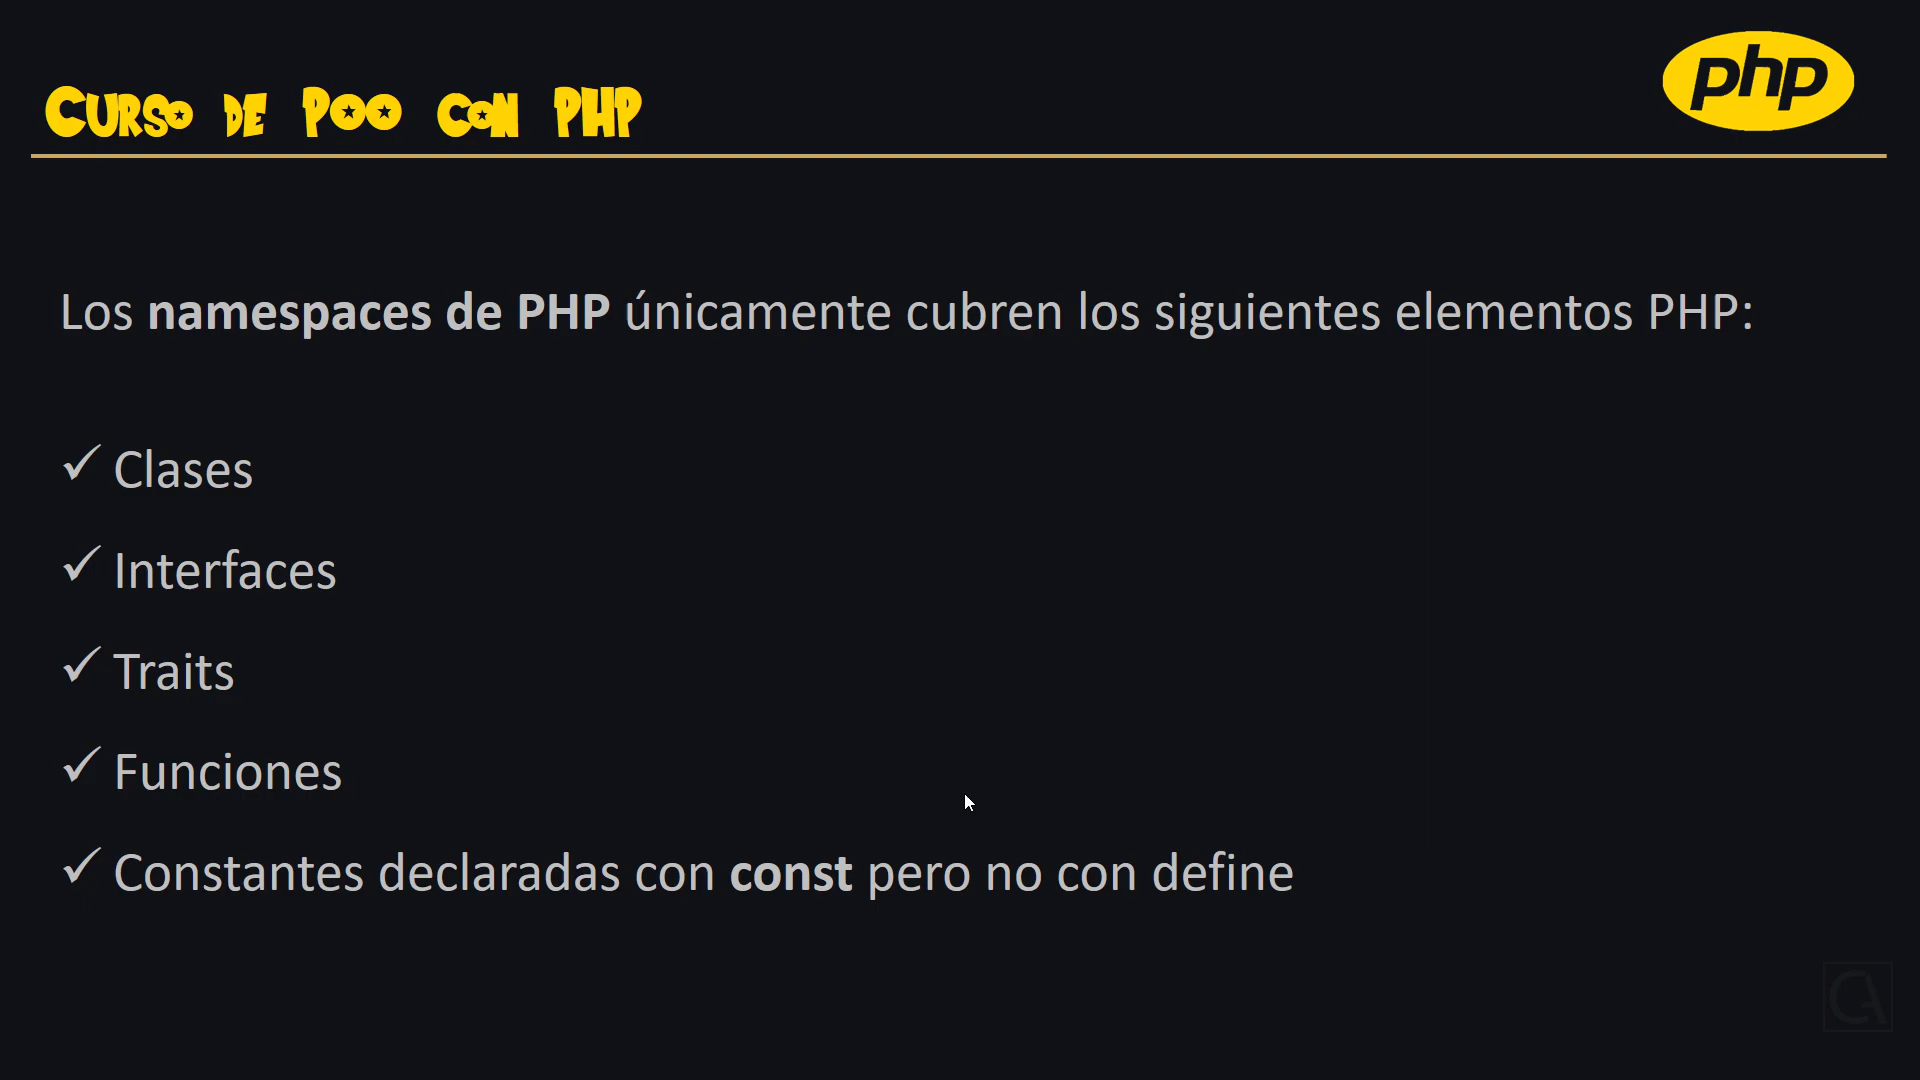 Curso de Poo con PHP
php
Los namespaces de PHP únicamente cubren los siguientes elementos PHP:
✓ Clases
✓ Interfaces
✓ Traits
✓ Funciones
✓ Constantes declaradas con const pero no con define
CA